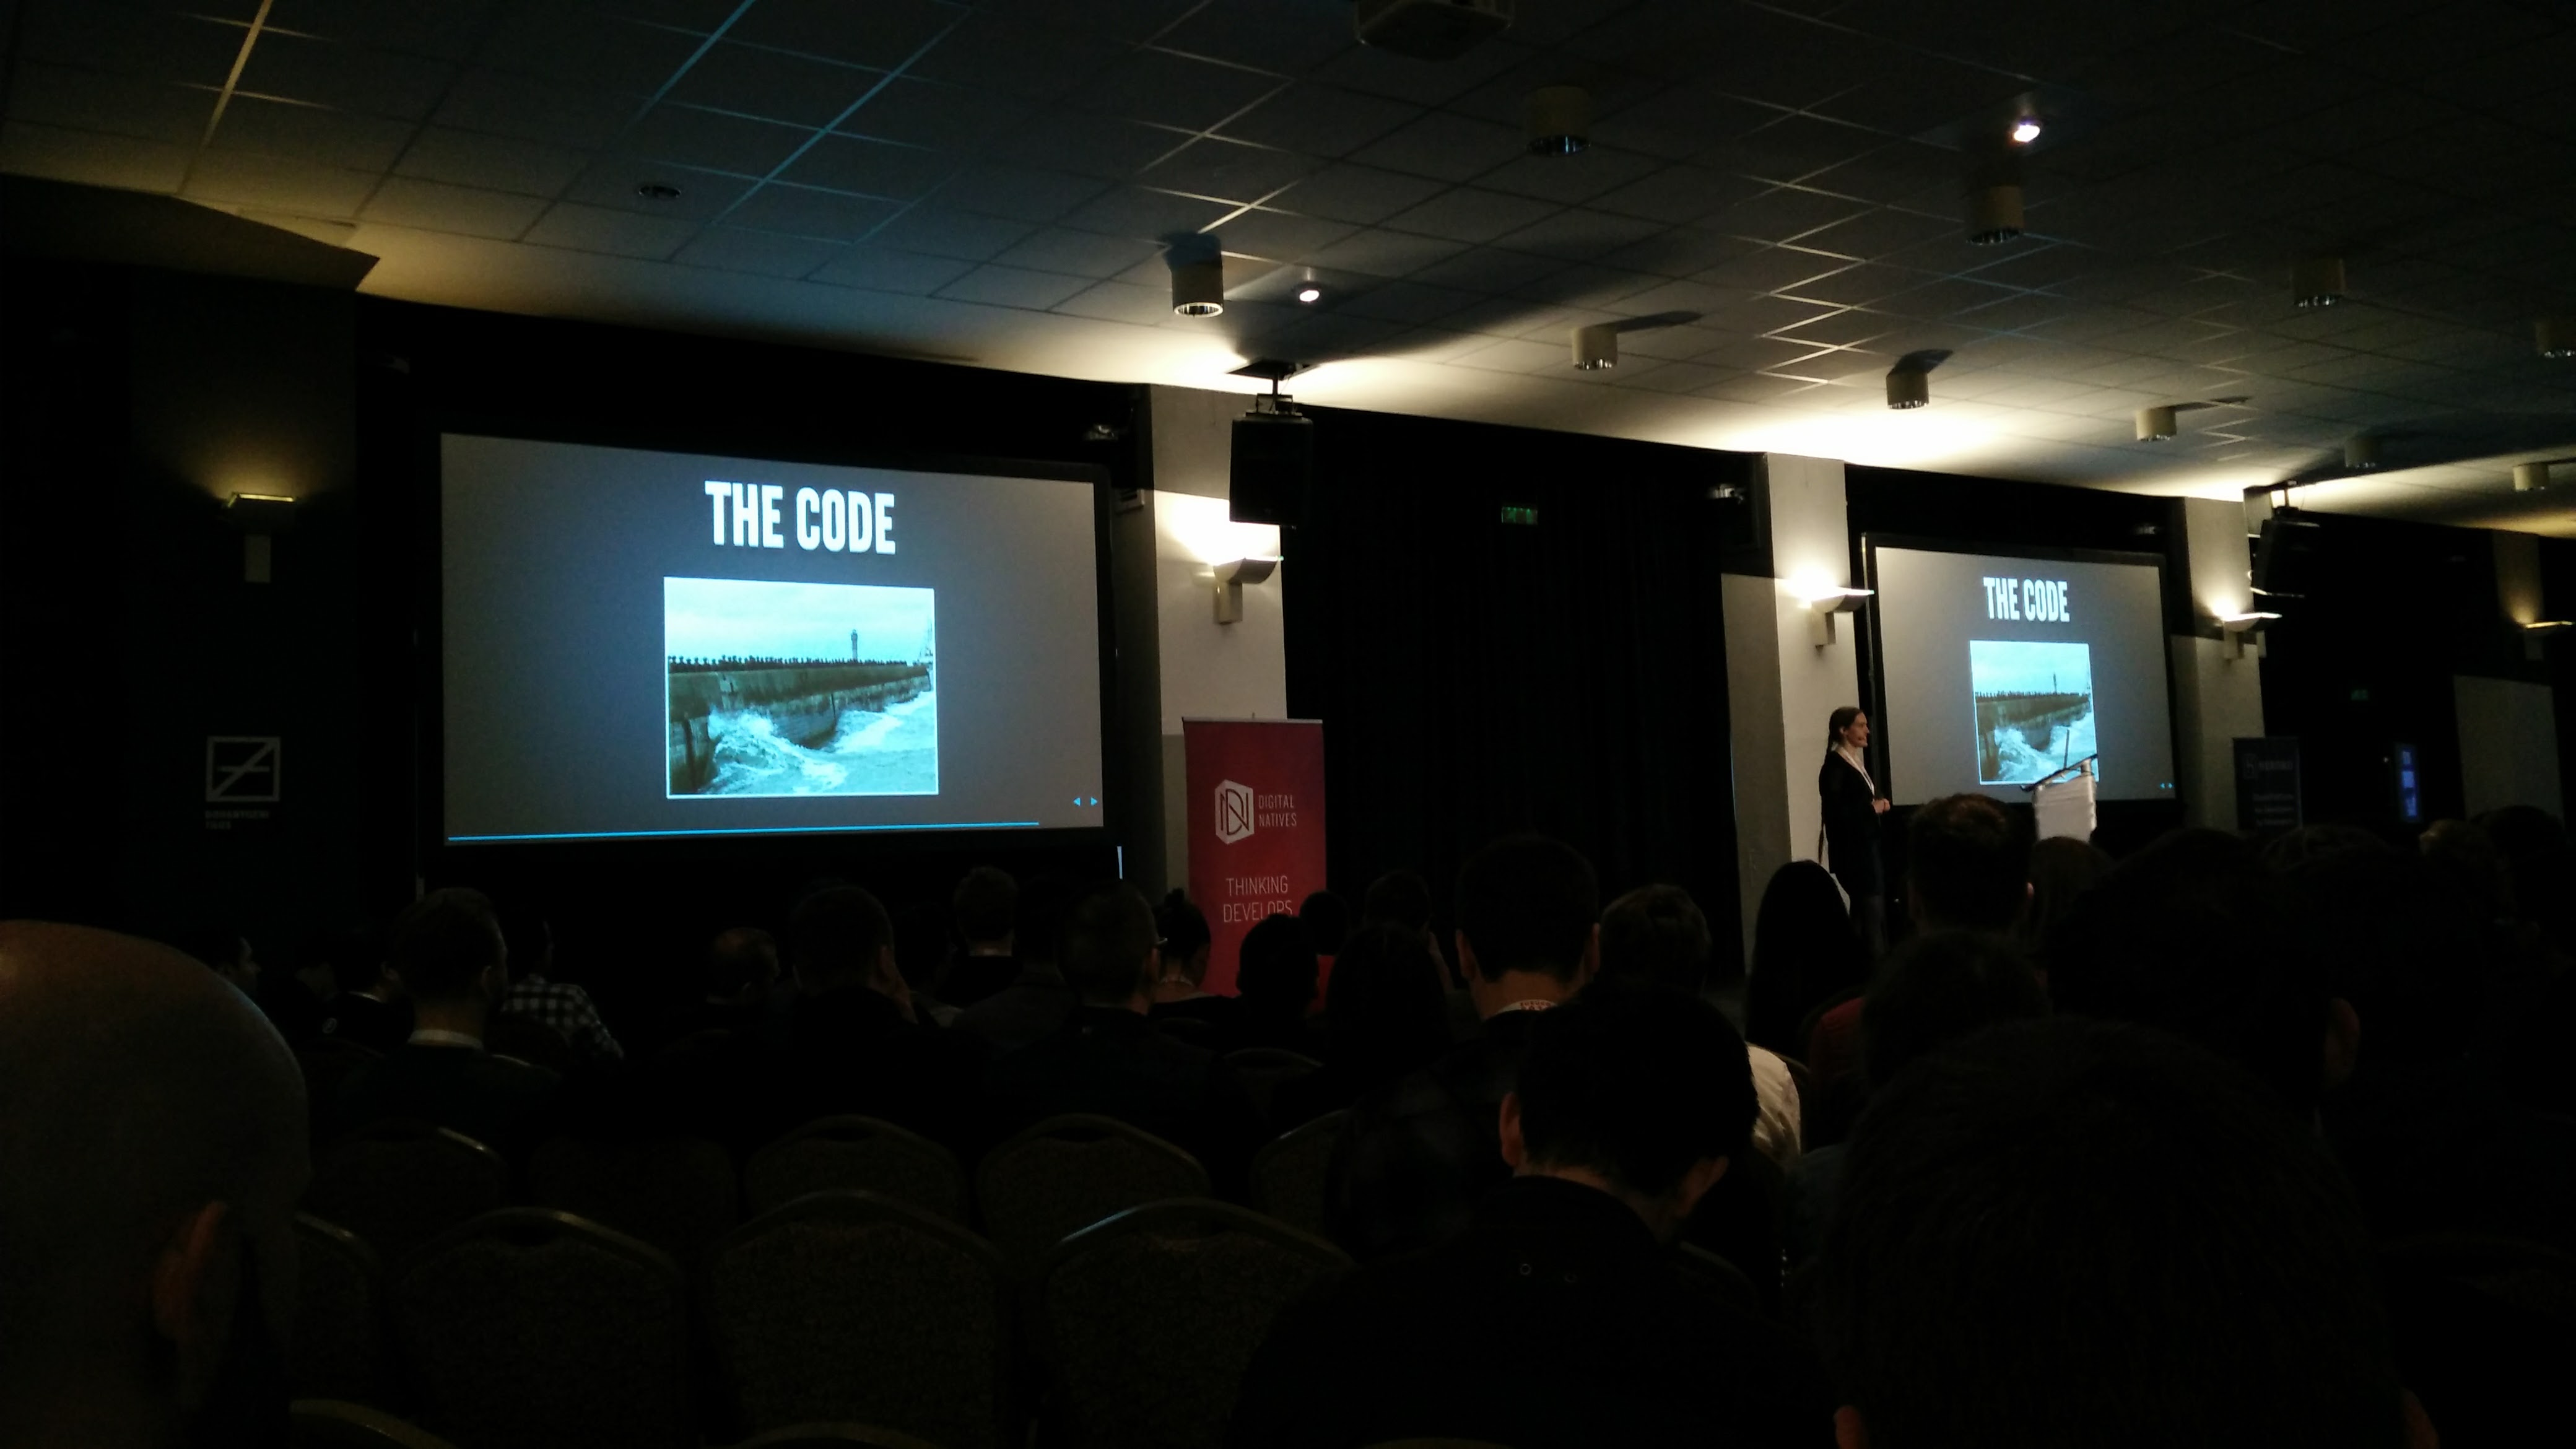 THE CODE
DIGITAL
NATIVES
THINKING
DEVELOPS
THE CODE